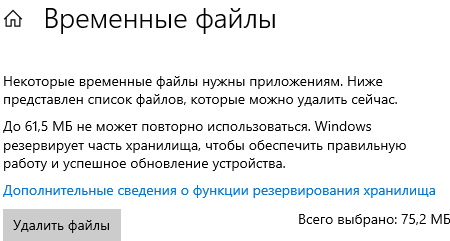 Временные файлы
Некоторые временные файлы нужны приложениям. Ниже
представлен список файлов, которые можно удалить сейчас.
До 61,5 МБ не может повторно использоваться. Windows
резервирует часть хранилища, чтобы обеспечить правильную
работу и успешное обновление устройства.
Дополнительные сведения о функции резервирования хранилища
Удалить файлы
Всего выбрано: 75,2 МБ